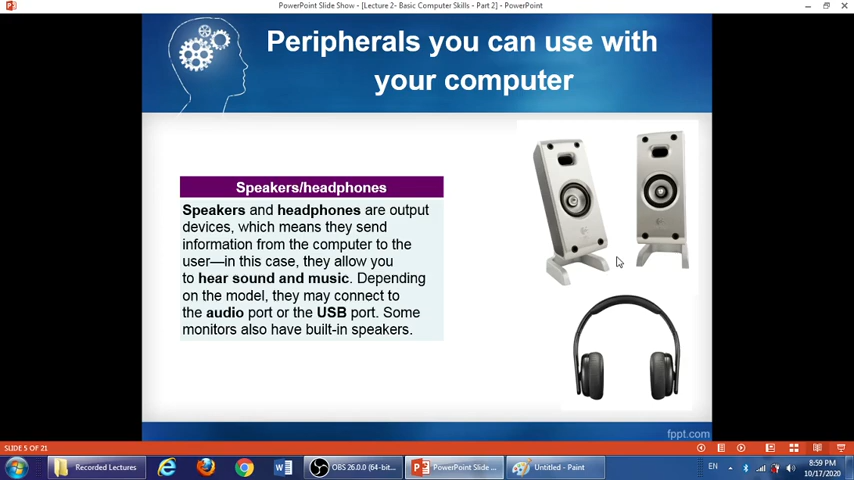 PowerPoint Slide Show - [Lecture 2- Basic Computer Skills - Part 2] - PowerPoint
Peripherals you can use with
your computer
Speakers/headphones
Speakers and headphones are output
devices, which means they send
information from the computer to the
user—in this case, they allow you
to hear sound and music. Depending
on the model, they may connect to
the audio port or the USB port. Some
monitors also have built-in speakers.
fppt.com
SLIDE 5 OF 21
Recorded Lectures
OBS 26.0.0 (64-bit...
PowerPoint Slide ...
Untitled - Paint
EN
8:59 PM
10/17/2020